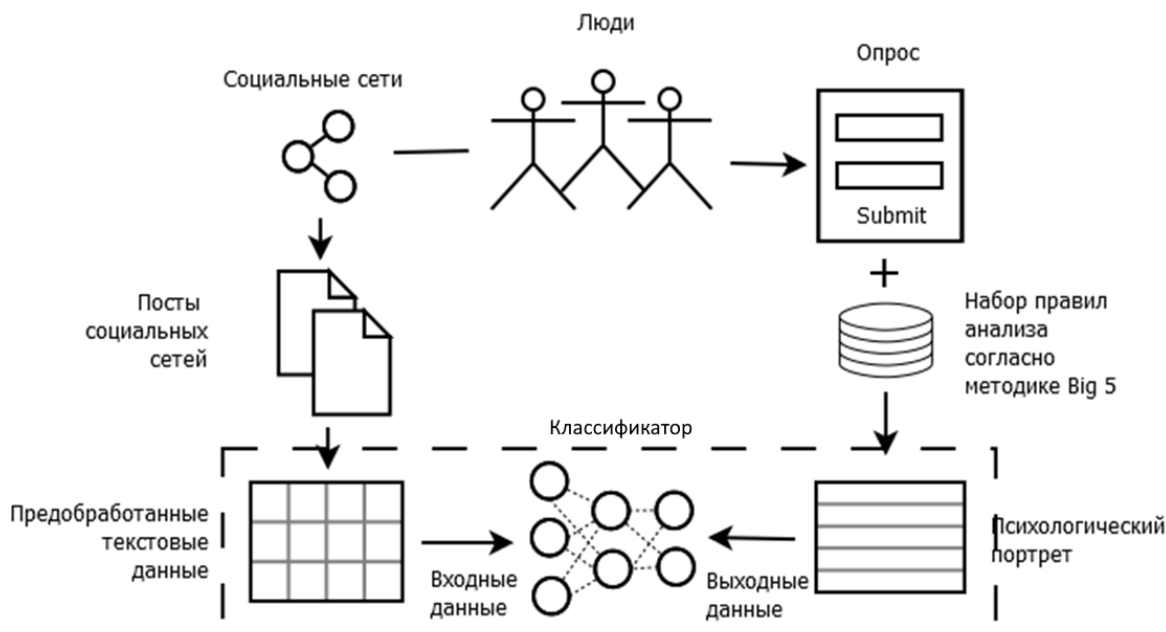 Люди
Социальные сети
Опрос
Submit
Посты
социальных
сетей
Набор правил
анализа
согласно
методике Big 5
Классификатор
Предобработанные
текстовые
данные
Входные
данные
Выходные
данные
Психологический
портрет